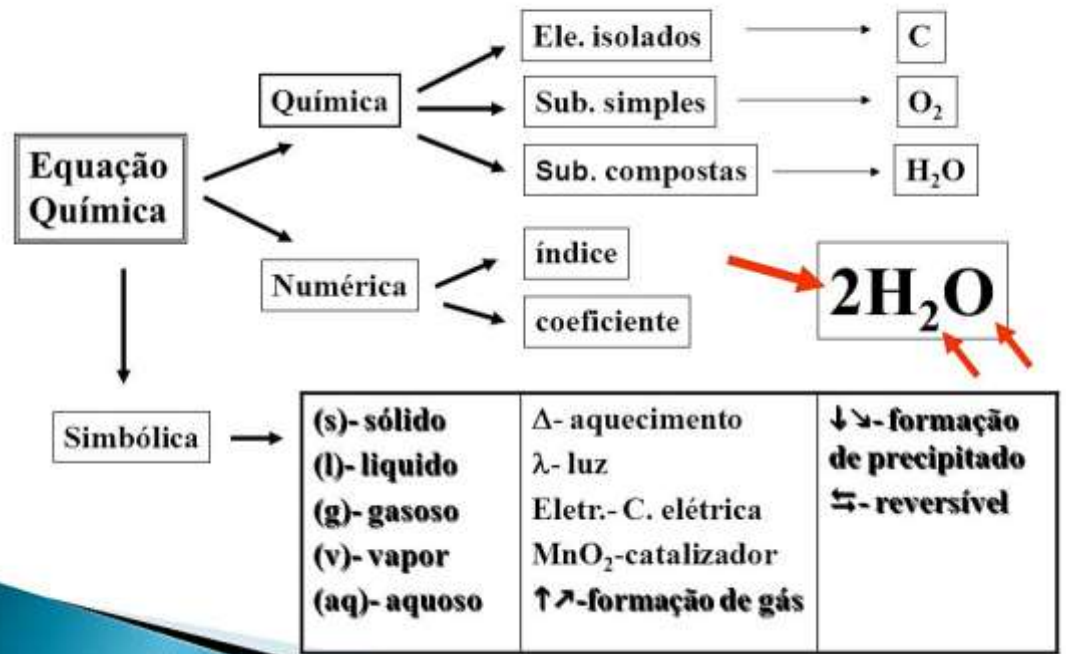 Ele. isolados
C
Química
Sub. simples
O₂
Equação
Química
Sub. compostas
H₂O
Numérica
índice
coeficiente
2H₂O
Simbólica
(s)- sólido
(l)- liquido
(g)- gasoso
(v)- vapor
(aq)- aquoso
Δ- aquecimento
λ- luz
Eletr.- C. elétrica
MnO₂-catalizador
↑↗-formação de gás
↓↘-formação
de precipitado
⇆- reversível